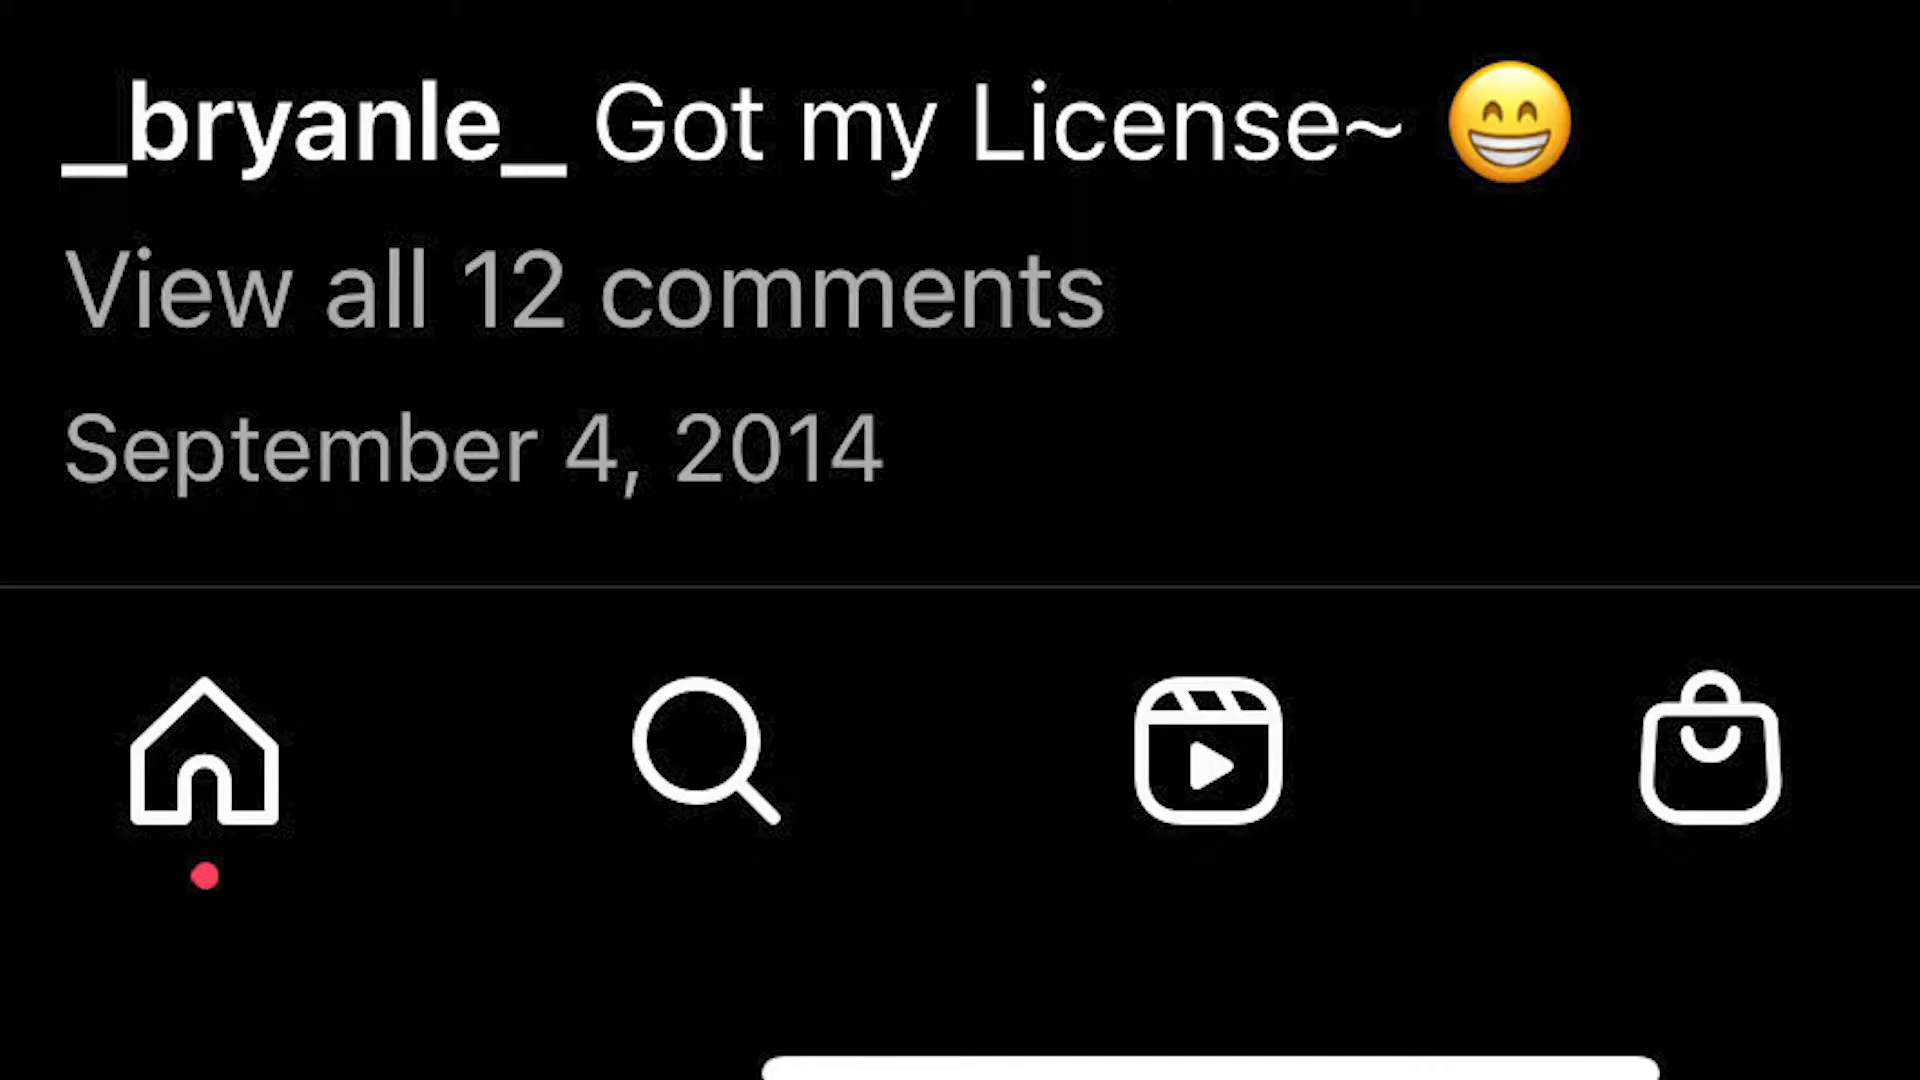 _bryanle_ Got my License~ 😁
View all 12 comments
September 4, 2014